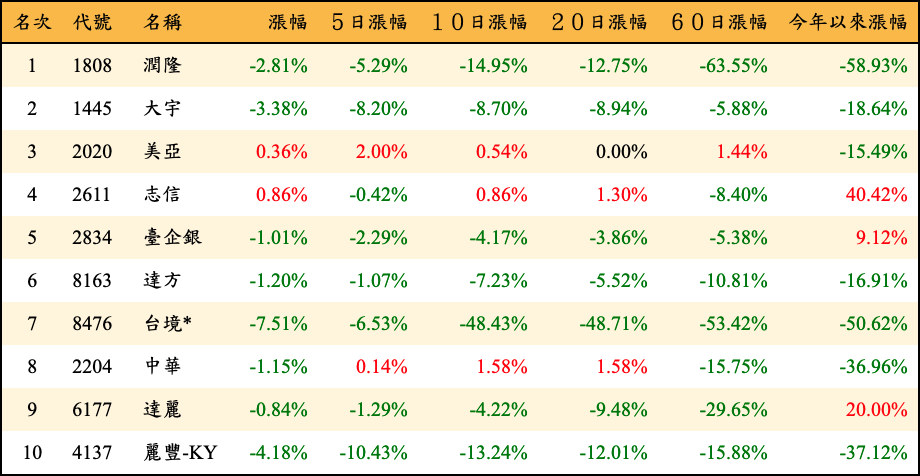 名次 代號 名稱 漲幅 ５日漲幅 １０日漲幅 ２０日漲幅 ６０日漲幅 今年以來漲幅
1 1808 潤隆 -2.81% -5.29% -14.95% -12.75% -63.55% -58.93%
2 1445 大宇 -3.38% -8.20% -8.70% -8.94% -5.88% -18.64%
3 2020 美亞 0.36% 2.00% 0.54% 0.00% 1.44% -15.49%
4 2611 志信 0.86% -0.42% 0.86% 1.30% -8.40% 40.42%
5 2834 臺企銀 -1.01% -2.29% -4.17% -3.86% -5.38% 9.12%
6 8163 達方 -1.20% -1.07% -7.23% -5.52% -10.81% -16.91%
7 8476 台境* -7.51% -6.53% -48.43% -48.71% -53.42% -50.62%
8 2204 中華 -1.15% 0.14% 1.58% 1.58% -15.75% -36.96%
9 6177 達麗 -0.84% -1.29% -4.22% -9.48% -29.65% 20.00%
10 4137 麗豐-KY -4.18% -10.43% -13.24% -12.01% -15.88% -37.12%